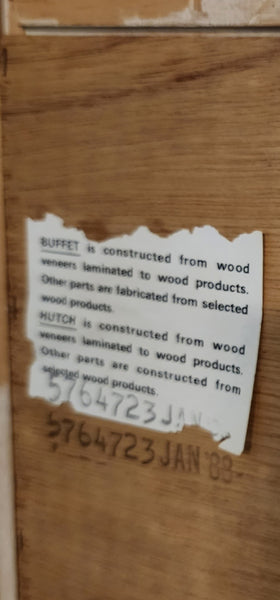 BUFFET is constructed from wood
veneers laminated to wood products.
Other parts are fabricated from selected
wood products.
HUTCH is constructed from wood
veneers laminated to wood products.
Other parts are constructed from
selected wood products.
5764723 JAN
5764723 JAN '88